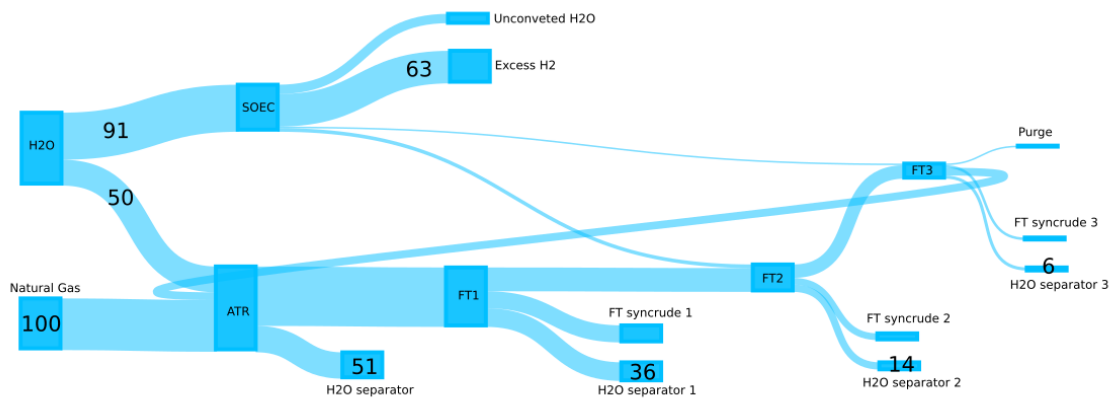 Unconveted H2O
63
Excess H2
SOEC
91
H2O
Purge
FT3
50
FT syncrude 3
6
H2O separator 3
Natural Gas
100
ATR
FT1
FT2
FT syncrude 1
FT syncrude 2
51
H2O separator
36
H2O separator 1
14
H2O separator 2